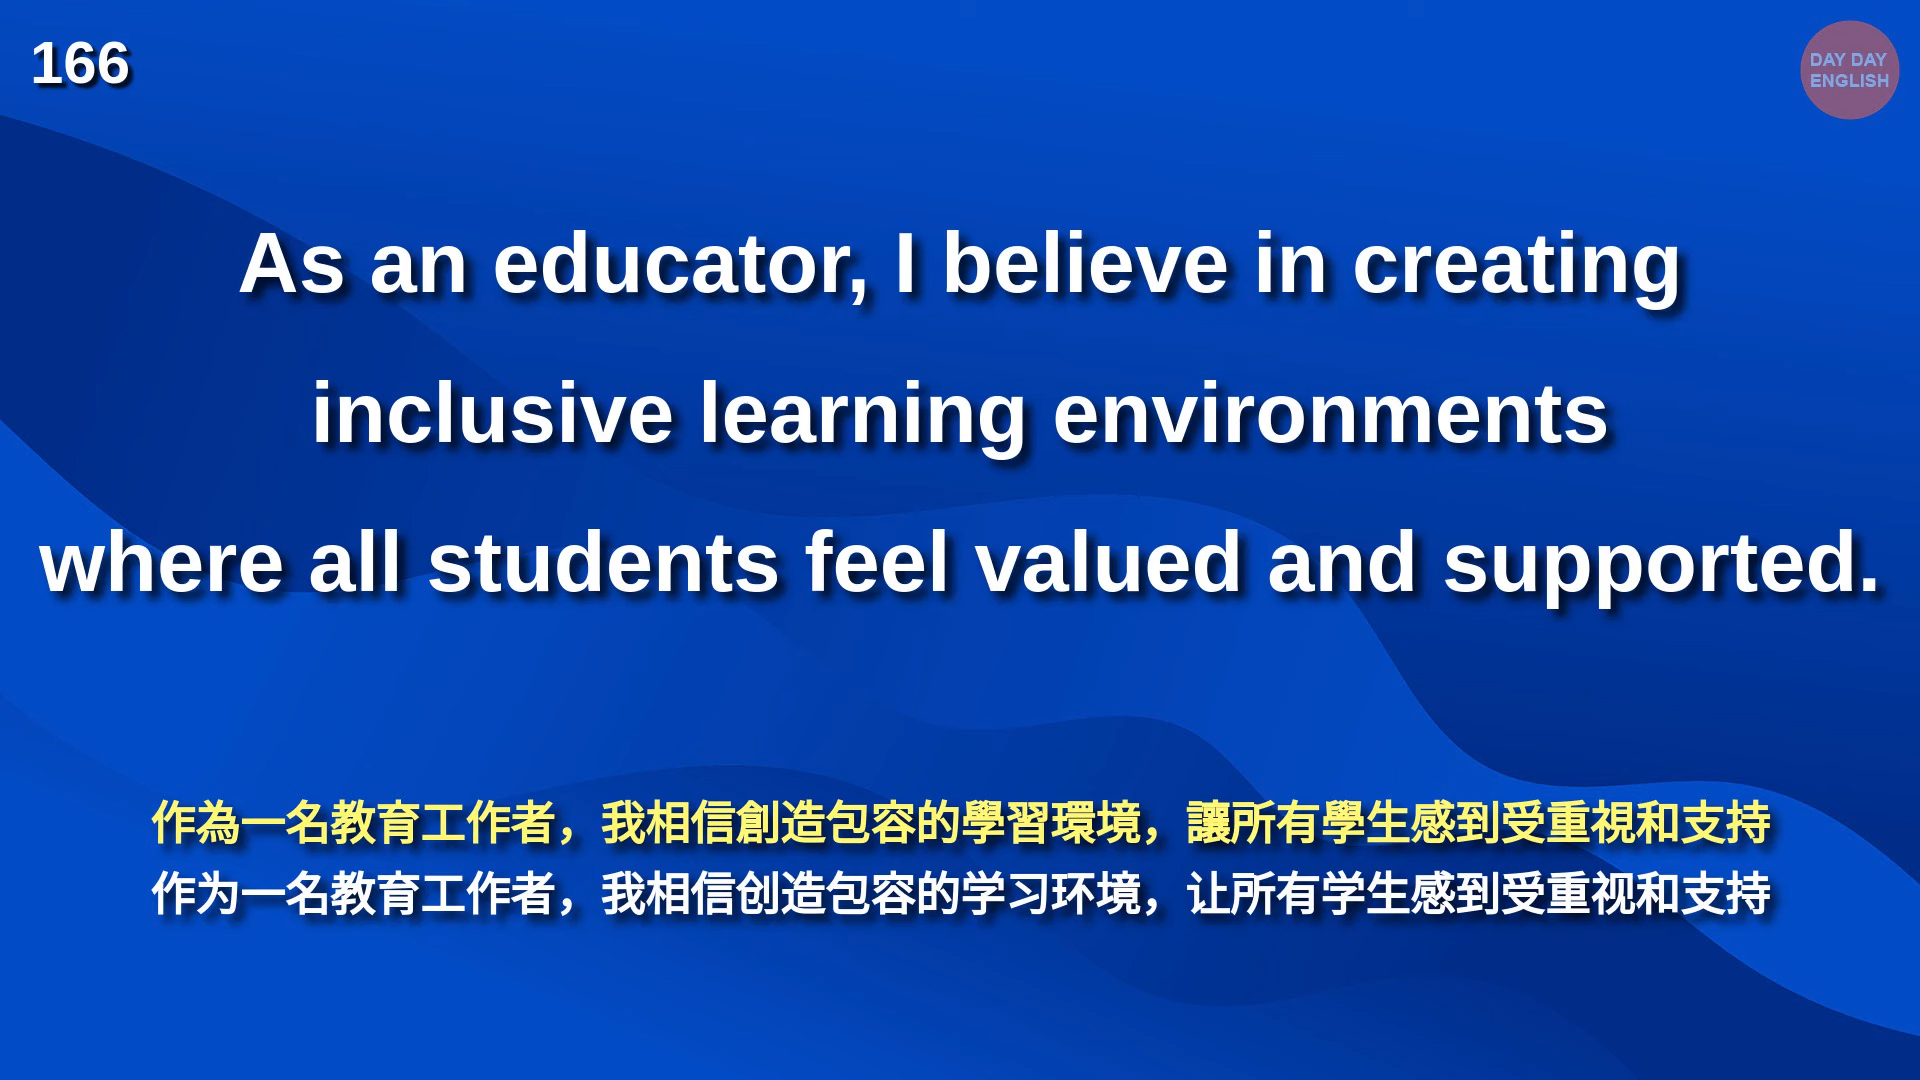 166
DAY DAY
ENGLISH
As an educator, I believe in creating
inclusive learning environments
where all students feel valued and supported.
作為一名教育工作者，我相信創造包容的學習環境，讓所有學生感到受重視和支持
作为一名教育工作者，我相信创造包容的学习环境，让所有学生感到受重视和支持